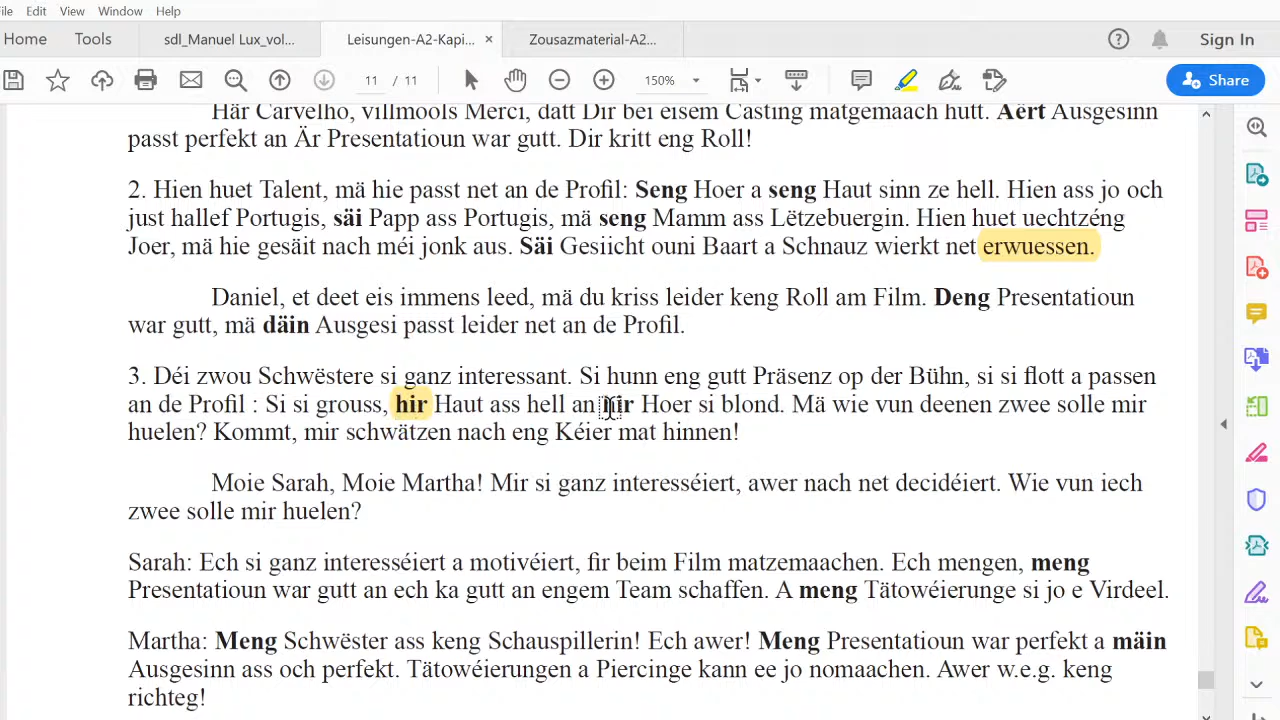 Edit View Window Help
Home Tools sdl_Manuel Lux_vol... Leisungen-A2-Kapi... × Zousazmaterial-A2... ? Sign In
11 / 11 150% Share
Här Carvelho, villmools Merci, datt Dir bei eisem Casting matgemaach hutt. Äert Ausgesinn
passt perfekt an Är Presentatioun war gutt. Dir kritt eng Roll!
2. Hien huet Talent, mä hie passt net an de Profil: Seng Hoer a seng Haut sinn ze hell. Hien ass jo och
just hallef Portugis, säi Papp ass Portugis, mä seng Mamm ass Lëtzebuergin. Hien huet uechtzéng
Joer, mä hie gesäit nach méi jonk aus. Säi Gesiicht ouni Baart a Schnauz wierkt net erwuessen.
Daniel, et deet eis immens leed, mä du kriss leider keng Roll am Film. Deng Presentatioun
war gutt, mä däin Ausgesi passt leider net an de Profil.
3. Déi zwou Schwëstere si ganz interessant. Si hunn eng gutt Präsenz op der Bühn, si si flott a passen
an de Profil : Si si grouss, hir Haut ass hell an hir Hoer si blond. Mä wie vun deenen zwee solle mir
huelen? Kommt, mir schwätzen nach eng Kéier mat hinnen!
Moie Sarah, Moie Martha! Mir si ganz interesséiert, awer nach net decidéiert. Wie vun iech
zwee solle mir huelen?
Sarah: Ech si ganz interesséiert a motivéiert, fir beim Film matzemaachen. Ech mengen, meng
Presentatioun war gutt an ech ka gutt an engem Team schaffen. A meng Tätowéierunge si jo e Virdeel.
Martha: Meng Schwëster ass keng Schauspillerin! Ech awer! Meng Presentatioun war perfekt a mäin
Ausgesinn ass och perfekt. Tätowéierungen a Piercinge kann ee jo nomaachen. Awer w.e.g. keng
richteg!